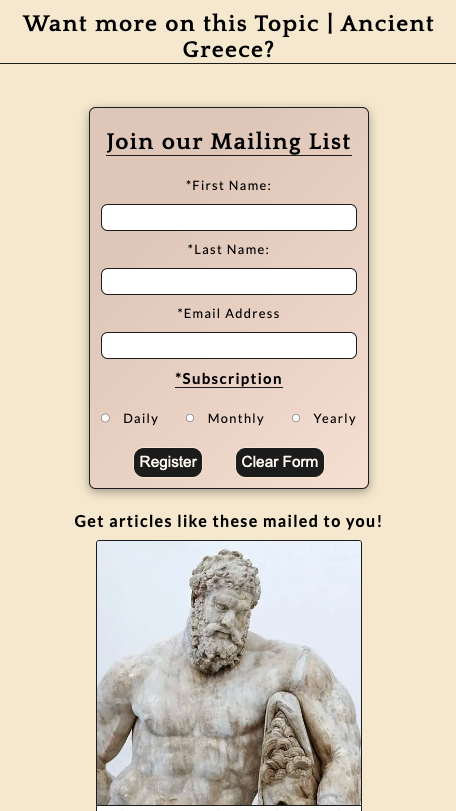 Want more on this Topic | Ancient
Greece?
Join our Mailing List
*First Name:
*Last Name:
*Email Address
*Subscription
Daily Monthly Yearly
Register Clear Form
Get articles like these mailed to you!